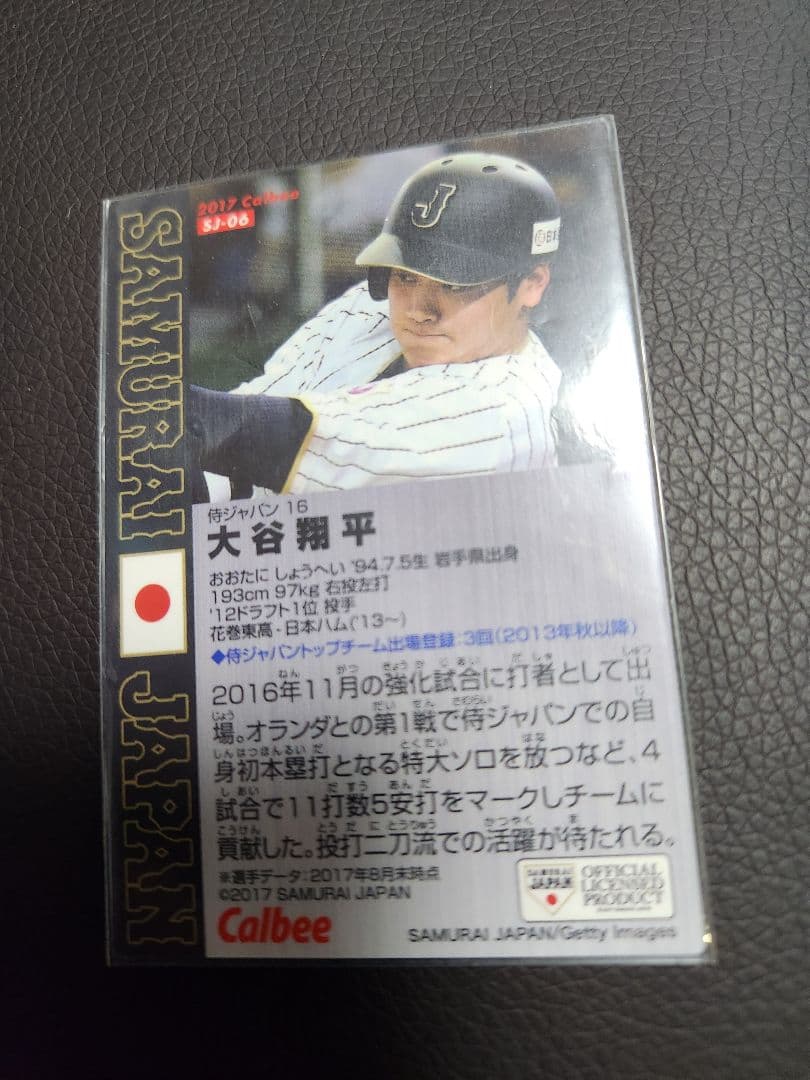 2017 Calbee
SJ-06
J
SAMURAI JAPAN
侍ジャパン 16
大谷翔平
おおたに しょうへい '94.7.5生 岩手県出身
193cm 97kg 右投左打
'12ドラフト1位 投手
花巻東高-日本ハム('13〜)
◆侍ジャパントップチーム出場登録:3回(2013年秋以降)
2016年11月の強化試合に打者として出
場。オランダとの第1戦で侍ジャパンでの自
身初本塁打となる特大ソロを放つなど、4
試合で11打数5安打をマークしチームに
貢献した。投打二刀流での活躍が待たれる。
※選手データ:2017年8月末時点
©2017 SAMURAI JAPAN
Calbee
SAMURAI
JAPAN
OFFICIAL
LICENSED
PRODUCT
SAMURAI JAPAN/Getty Images